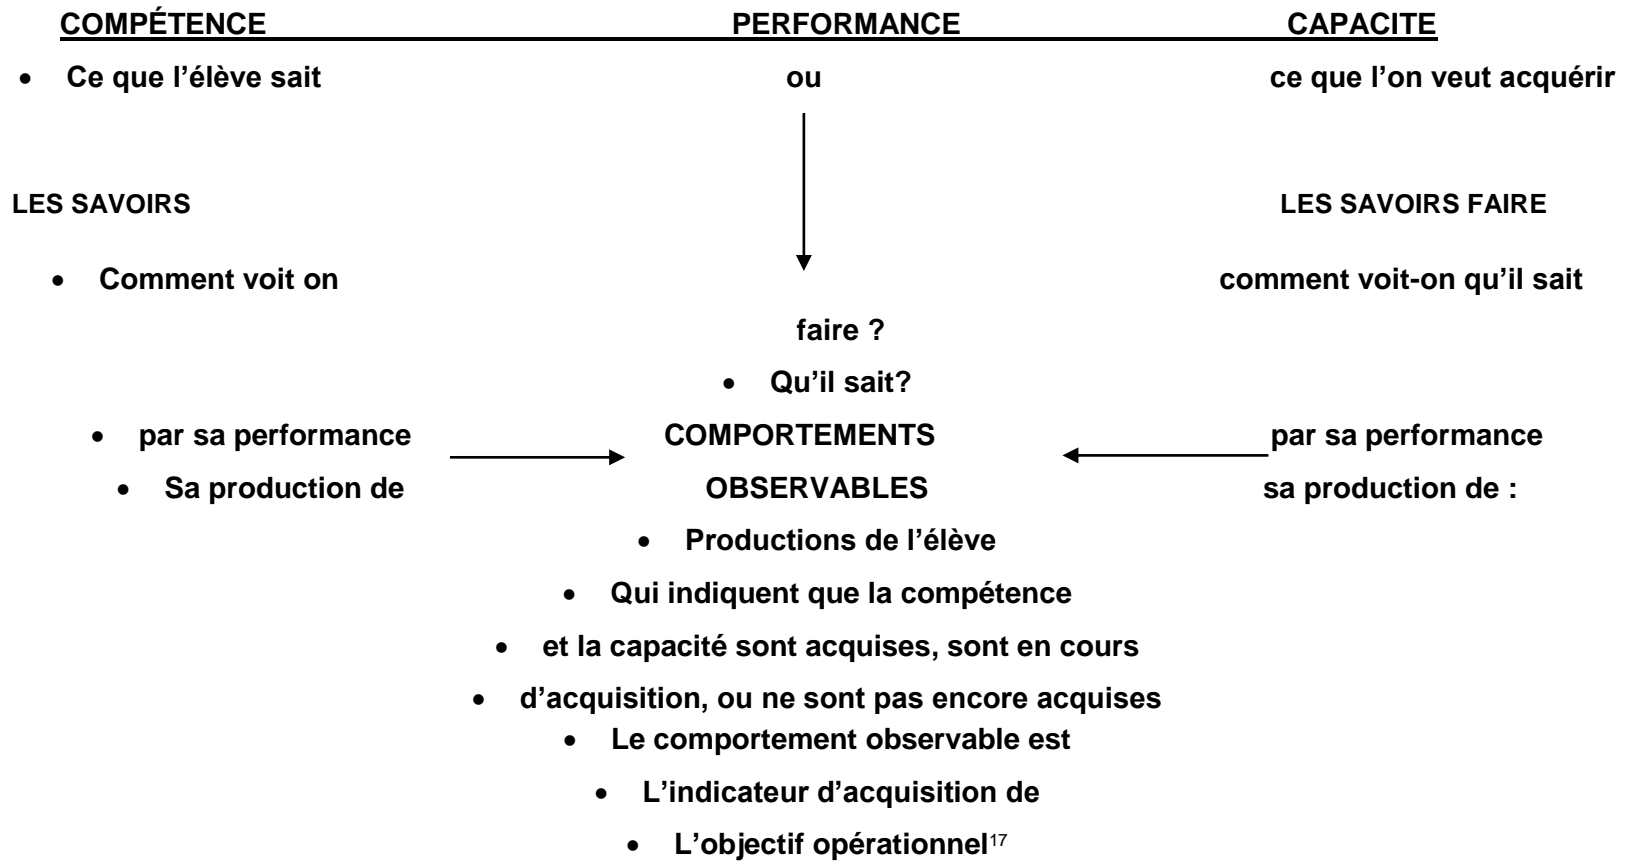 COMPÉTENCE PERFORMANCE CAPACITE
• Ce que l’élève sait ou ce que l’on veut acquérir
LES SAVOIRS LES SAVOIRS FAIRE
• Comment voit on comment voit-on qu’il sait
faire ?
• Qu’il sait?
• par sa performance COMPORTEMENTS par sa performance
• Sa production de OBSERVABLES sa production de :
• Productions de l’élève
• Qui indiquent que la compétence
• et la capacité sont acquises, sont en cours
• d’acquisition, ou ne sont pas encore acquises
• Le comportement observable est
• L’indicateur d’acquisition de
• L’objectif opérationnel17